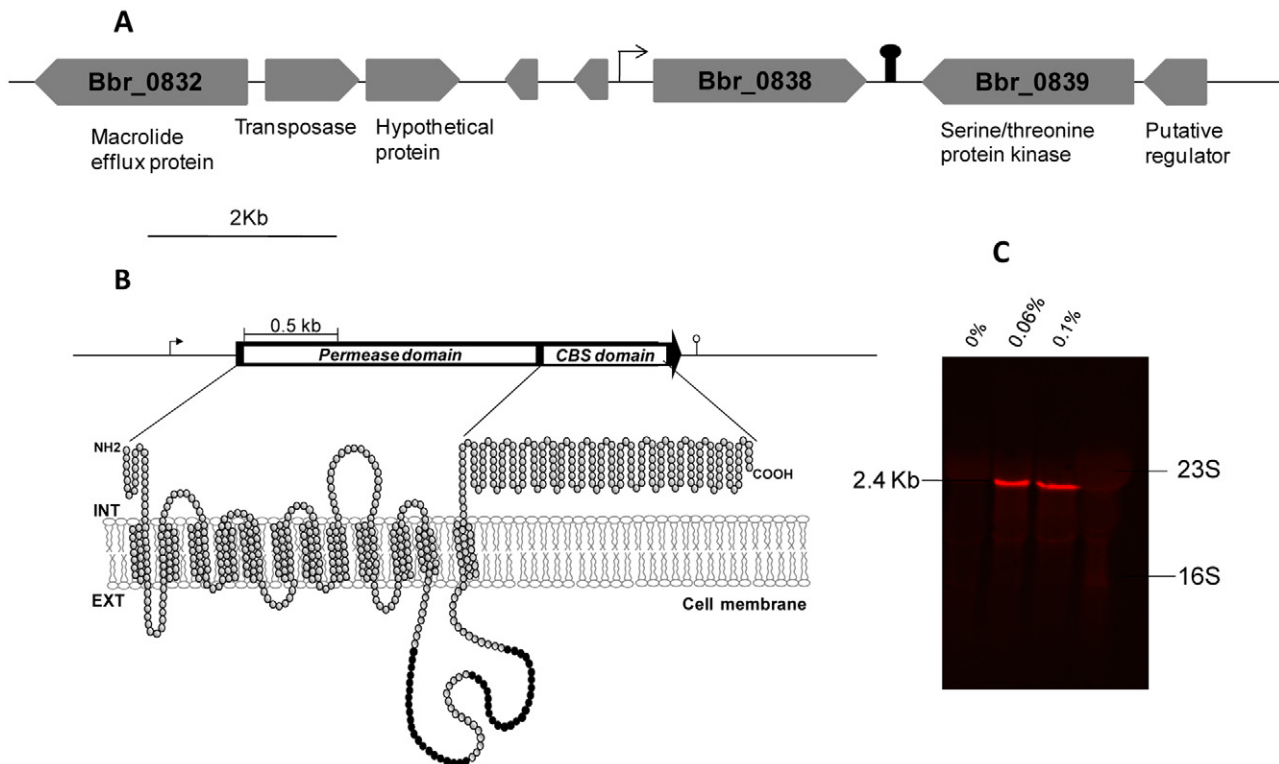 A
Bbr_0832
Bbr_0838
Bbr_0839
Macrolide
efflux protein
Transposase
Hypothetical
protein
Serine/threonine
protein kinase
Putative
regulator
2Kb
B
0.5 kb
Permease domain
CBS domain
NH2
COOH
INT
EXT
Cell membrane
C
0%
0.06%
0.1%
2.4 Kb
23S
16S